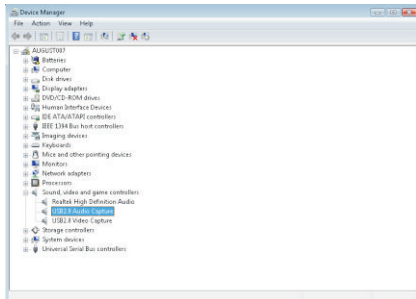 Device Manager
File Action View Help
AUGUST007
Batteries
Computer
Disk drives
Display adapters
DVD/CD-ROM drives
Human Interface Devices
IDE ATA/ATAPI controllers
IEEE 1394 Bus host controllers
Imaging devices
Keyboards
Mice and other pointing devices
Monitors
Network adapters
Processors
Sound, video and game controllers
Realtek High Definition Audio
USB2.0 Audio Capture
USB2.0 Video Capture
Storage controllers
System devices
Universal Serial Bus controllers